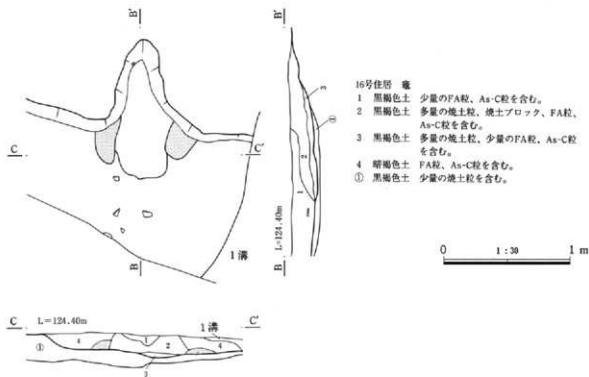 B'
B'
16号住居 竈
1 黒褐色土 少量のFA粒、As-C粒を含む。
2 黒褐色土 多量の焼土粒、焼土ブロック、FA粒、
As-C粒を含む。
3 黒褐色土 多量の焼土粒、少量のFA粒、As-C粒
を含む。
4 暗褐色土 FA粒、As-C粒を含む。
① 黒褐色土 少量の焼土粒を含む。
3
①
2
1
C
C'
L=124.40m
1溝
B
B
0 1:30 1 m
C L=124.40m 1溝 C'
① 4 1 2 4
3